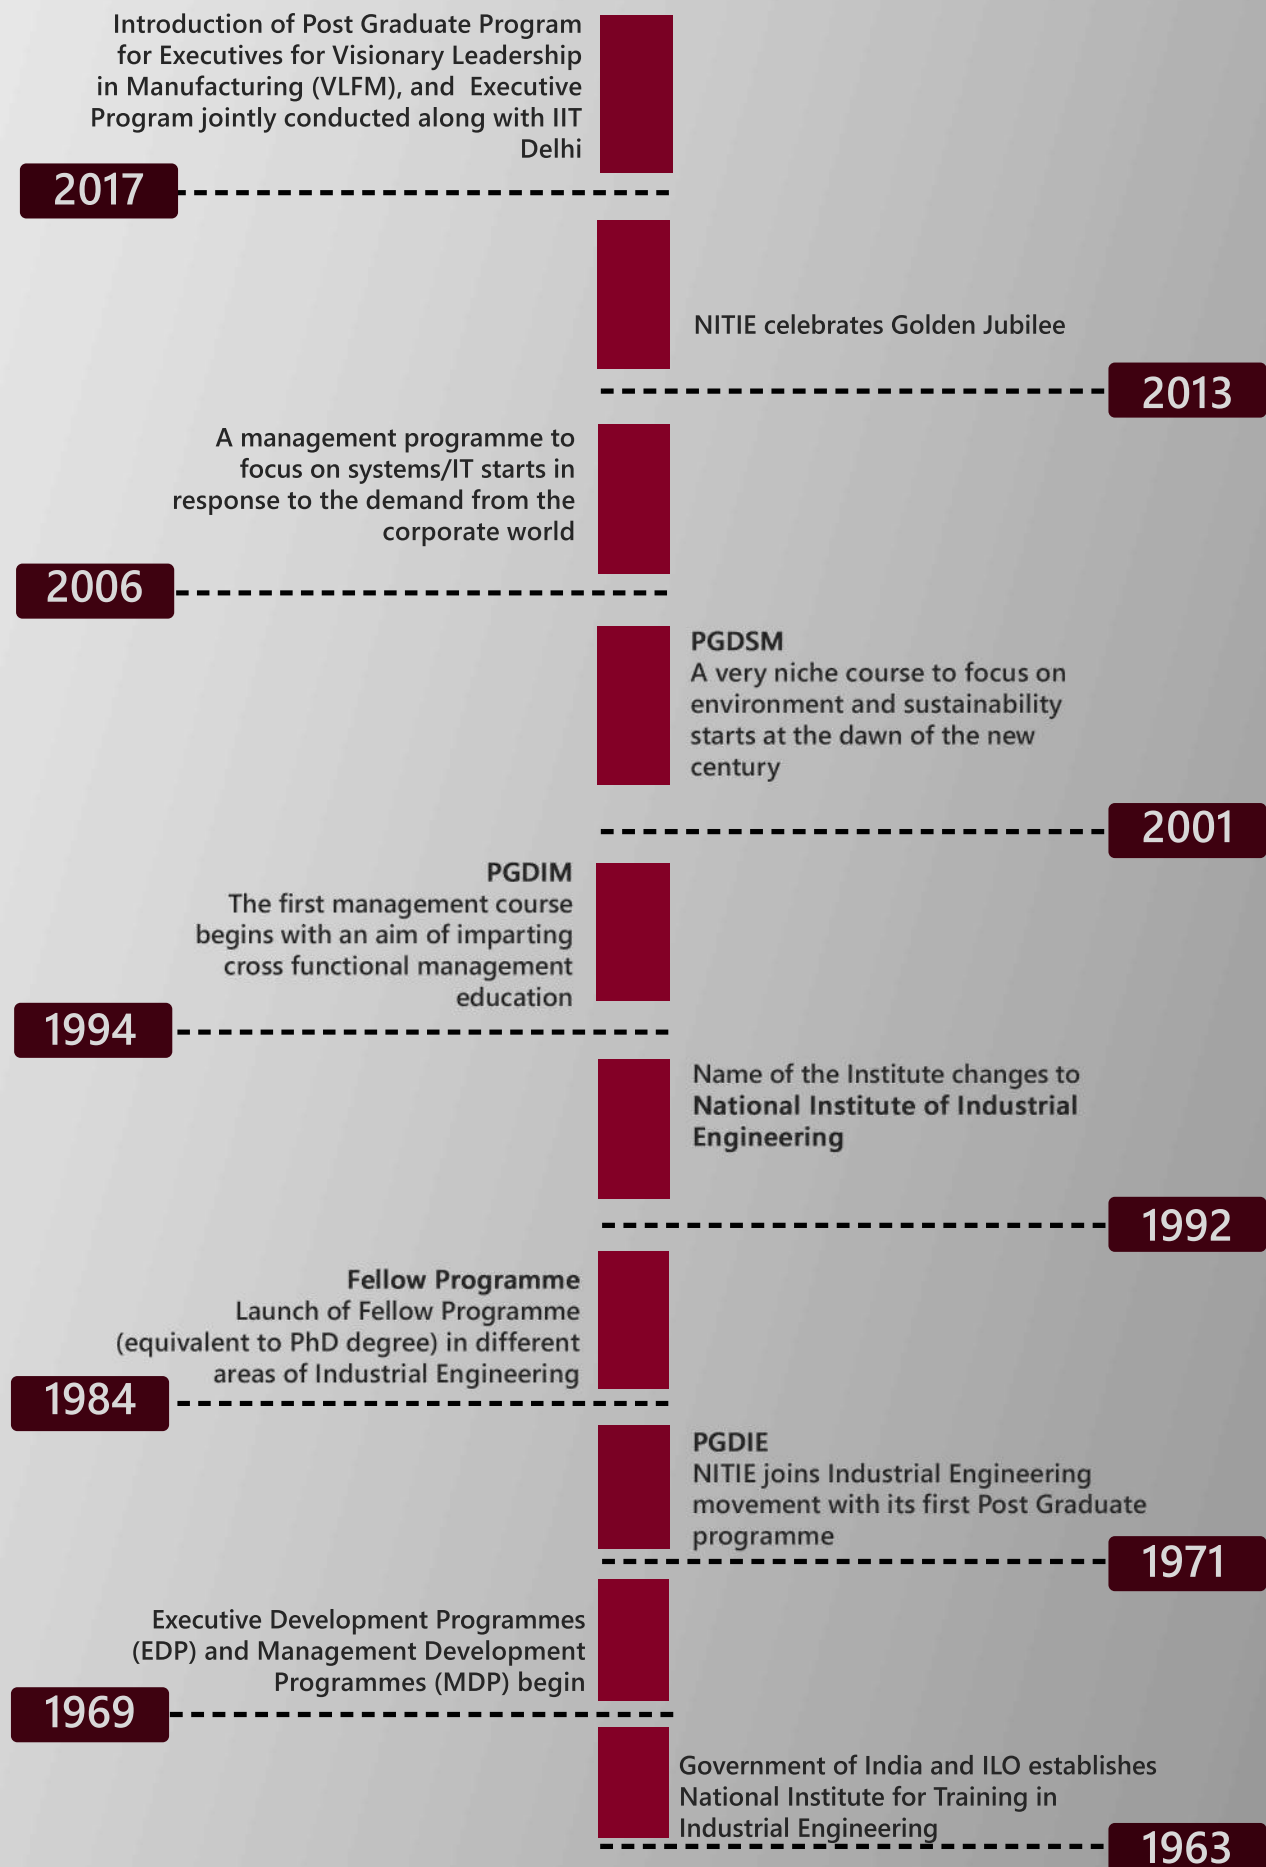 Introduction of Post Graduate Program
for Executives for Visionary Leadership
in Manufacturing (VLFM), and Executive
Program jointly conducted along with IIT
Delhi
2017
NITIE celebrates Golden Jubilee
2013
A management programme to
focus on systems/IT starts in
response to the demand from the
corporate world
2006
PGDSM
A very niche course to focus on
environment and sustainability
starts at the dawn of the new
century
2001
PGDIM
The first management course
begins with an aim of imparting
cross functional management
education
1994
Name of the Institute changes to
National Institute of Industrial
Engineering
1992
Fellow Programme
Launch of Fellow Programme
(equivalent to PhD degree) in different
areas of Industrial Engineering
1984
PGDIE
NITIE joins Industrial Engineering
movement with its first Post Graduate
programme
1971
Executive Development Programmes
(EDP) and Management Development
Programmes (MDP) begin
1969
Government of India and ILO establishes
National Institute for Training in
Industrial Engineering
1963